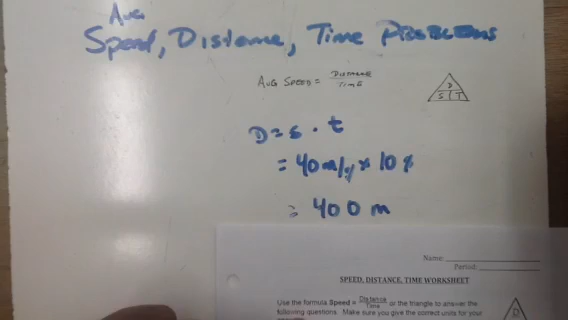 Avg
Speed, Distance, Time Problems
Avg Speed = Distance
Time
D
S T
D = s · t
= 40 m/s × 10 s
= 400 m
Name:
Period:
SPEED, DISTANCE, TIME WORKSHEET
Use the formula Speed = Distance
Time
or the triangle to answer the
following questions. Make sure you give the correct units for your
D